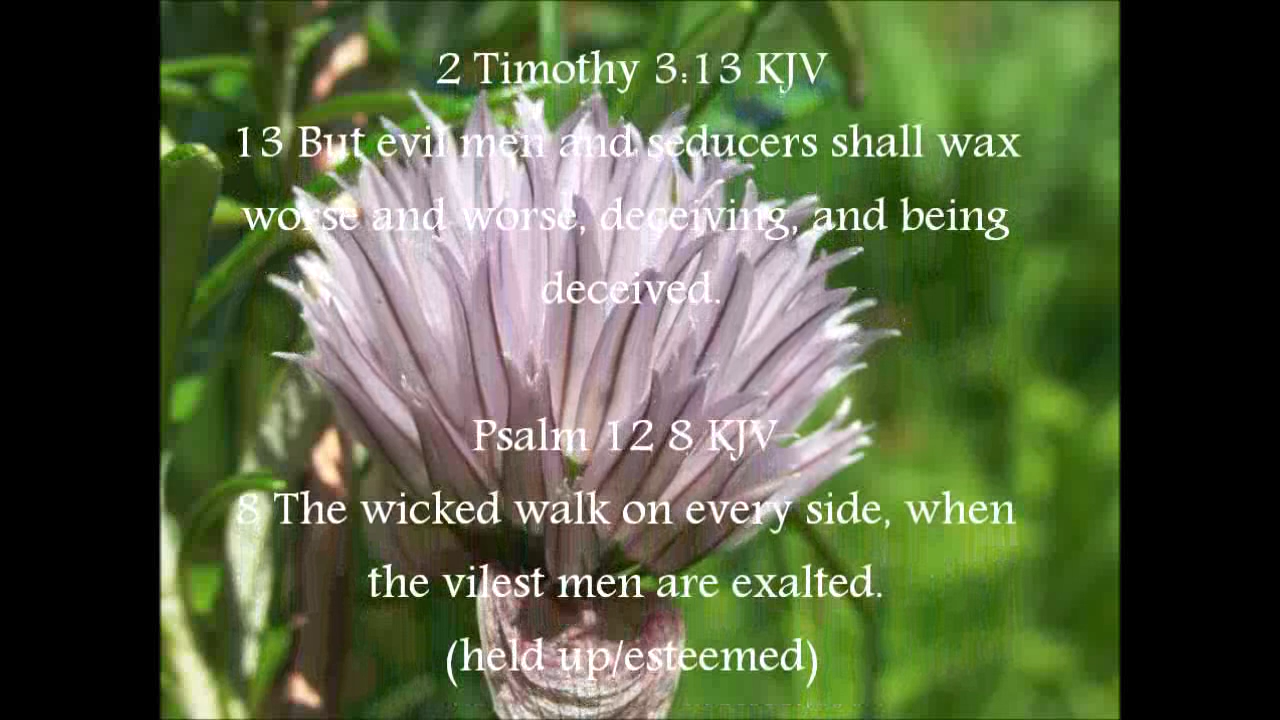 2 Timothy 3:13 KJV
13 But evil men and seducers shall wax
worse and worse, deceiving, and being
deceived.
Psalm 12 8 KJV
8 The wicked walk on every side, when
the vilest men are exalted.
(held up/esteemed)